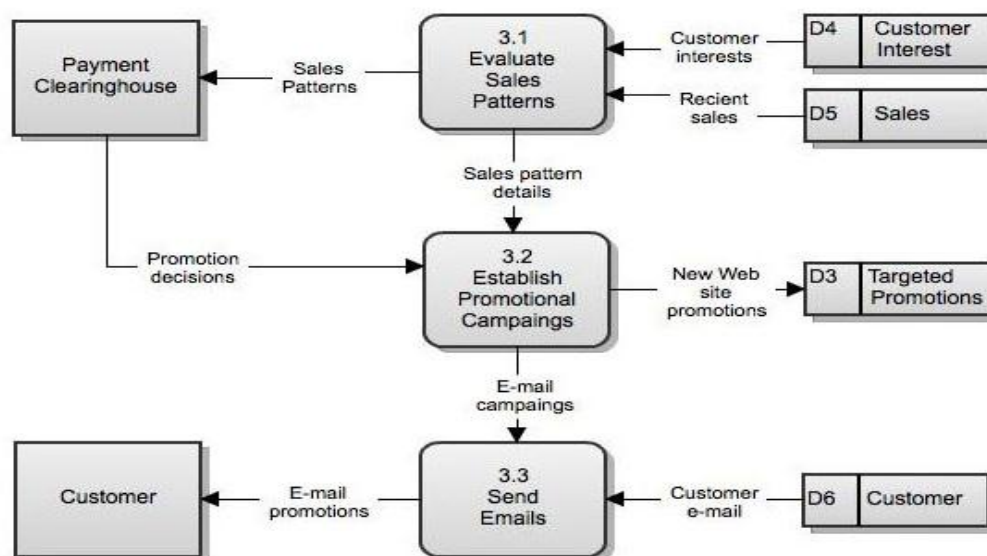 3.1
Evaluate
Sales
Patterns
Payment
Clearinghouse
Sales
Patterns
Customer
interests
D4
Customer
Interest
Recient
sales
D5
Sales
Sales pattern
details
Promotion
decisions
3.2
Establish
Promotional
Campaings
New Web
site
promotions
D3
Targeted
Promotions
E-mail
campaings
Customer
E-mail
promotions
3.3
Send
Emails
Customer
e-mail
D6
Customer